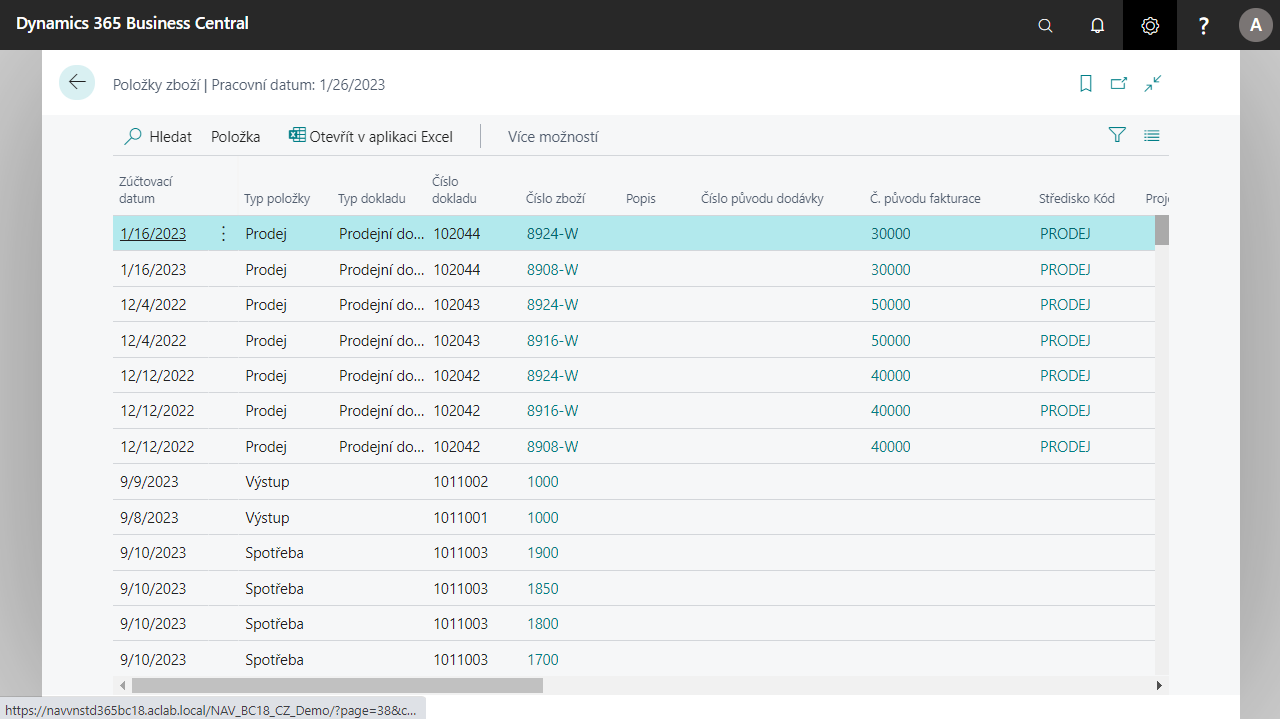 Dynamics 365 Business Central
?
A
Položky zboží | Pracovní datum: 1/26/2023
Hledat Položka Otevřít v aplikaci Excel Více možností
Zúčtovací datum Typ položky Typ dokladu Číslo dokladu Číslo zboží Popis Číslo původu dodávky Č. původu fakturace Středisko Kód Proje
1/16/2023 Prodej Prodejní do... 102044 8924-W 30000 PRODEJ
1/16/2023 Prodej Prodejní do... 102044 8908-W 30000 PRODEJ
12/4/2022 Prodej Prodejní do... 102043 8924-W 50000 PRODEJ
12/4/2022 Prodej Prodejní do... 102043 8916-W 50000 PRODEJ
12/12/2022 Prodej Prodejní do... 102042 8924-W 40000 PRODEJ
12/12/2022 Prodej Prodejní do... 102042 8916-W 40000 PRODEJ
12/12/2022 Prodej Prodejní do... 102042 8908-W 40000 PRODEJ
9/9/2023 Výstup 1011002 1000
9/8/2023 Výstup 1011001 1000
9/10/2023 Spotřeba 1011003 1900
9/10/2023 Spotřeba 1011003 1850
9/10/2023 Spotřeba 1011003 1800
9/10/2023 Spotřeba 1011003 1700
https://navvnstd365bc18.aclab.local/NAV_BC18_CZ_Demo/?page=38&c...